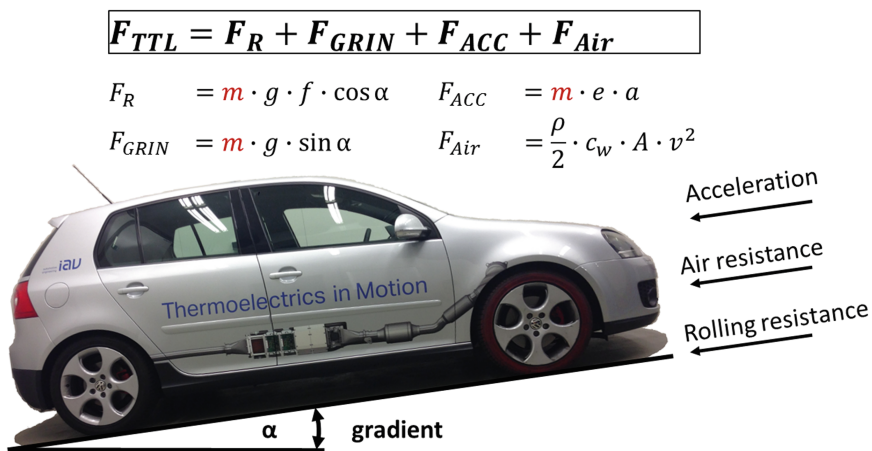 F_TTL = F_R + F_GRIN + F_ACC + F_Air
F_R = m · g · f · cos α F_ACC = m · e · a
F_GRIN = m · g · sin α F_Air = ρ/2 · c_w · A · v²
Acceleration
Air resistance
Rolling resistance
iav
Thermoelectrics in Motion
α gradient